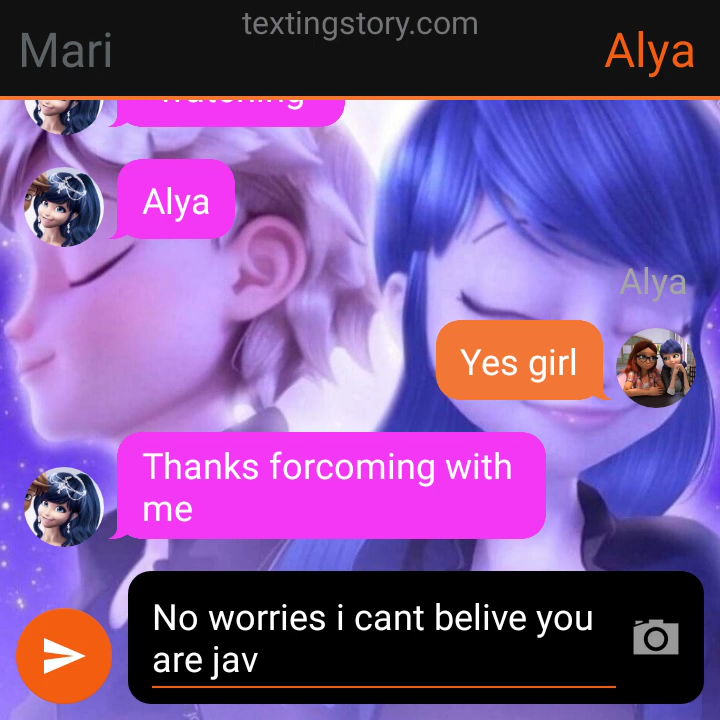 textingstory.com
Mari
Alya
watching
Alya
Alya
Yes girl
Thanks forcoming with
me
No worries i cant belive you
are jav